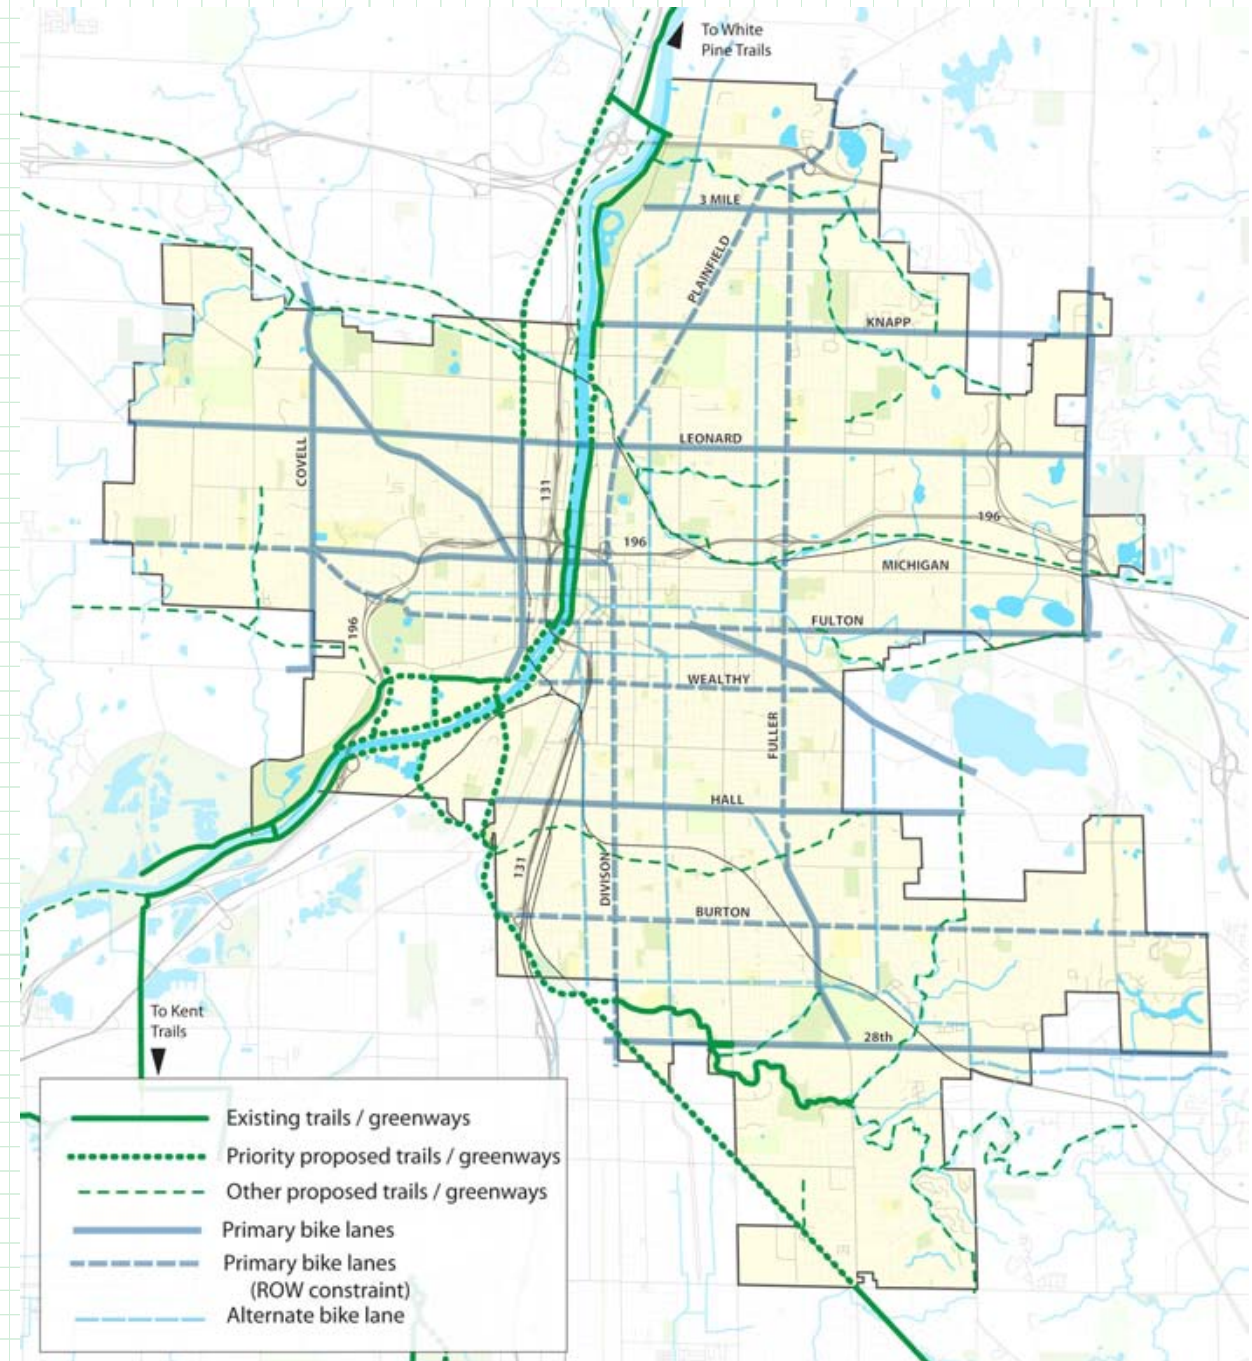 To White
Pine Trails
3 MILE
PLAINFIELD
KNAPP
LEONARD
COVELL
131
196
196
MICHIGAN
FULTON
196
WEALTHY
FULLER
HALL
131
DIVISON
BURTON
To Kent
Trails
28th
Existing trails / greenways
Priority proposed trails / greenways
Other proposed trails / greenways
Primary bike lanes
Primary bike lanes
(ROW constraint)
Alternate bike lane